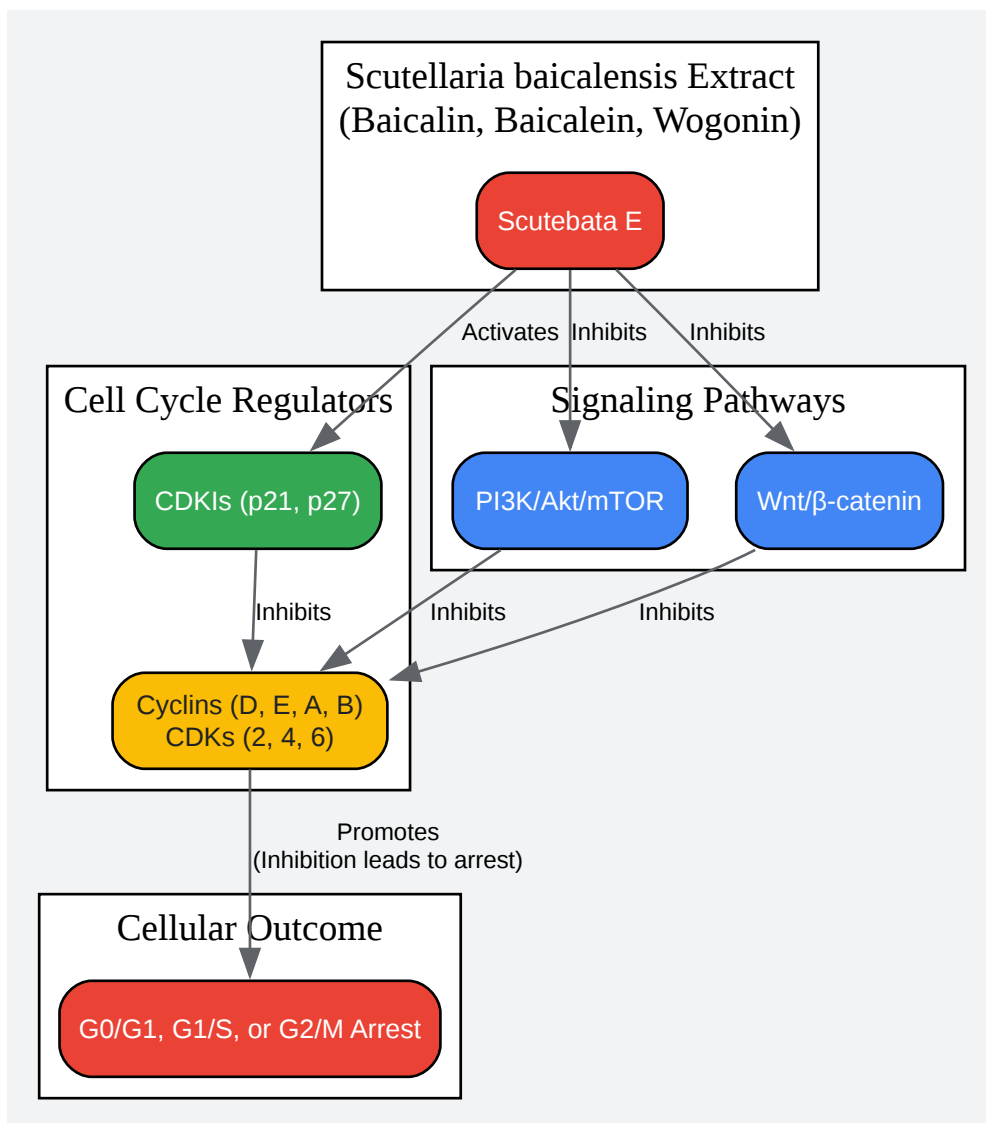 Scutellaria baicalensis Extract
(Baicalin, Baicalein, Wogonin)
Scutebata E
Activates
Inhibits
Inhibits
Cell Cycle Regulators
Signaling Pathways
CDKIs (p21, p27)
PI3K/Akt/mTOR
Wnt/β-catenin
Inhibits
Inhibits
Inhibits
Cyclins (D, E, A, B)
CDKs (2, 4, 6)
Promotes
(Inhibition leads to arrest)
Cellular Outcome
G0/G1, G1/S, or G2/M Arrest